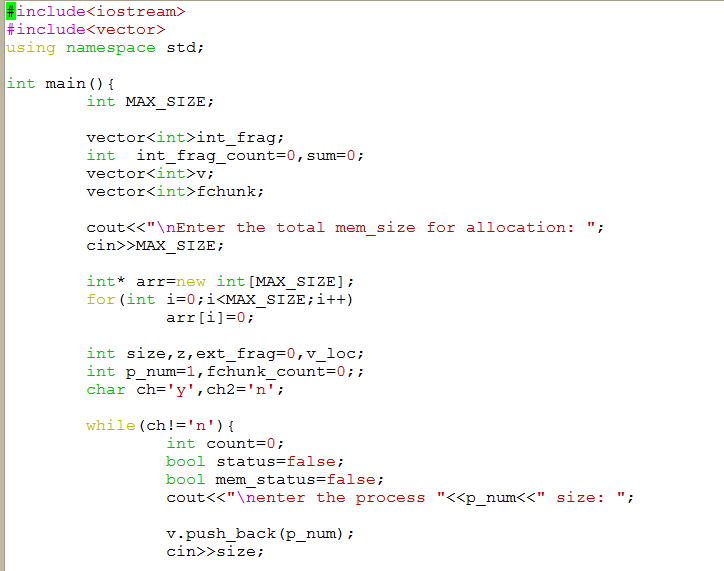 #include<iostream>
#include<vector>
using namespace std;
int main(){
int MAX_SIZE;
vector<int>int_frag;
int  int_frag_count=0,sum=0;
vector<int>v;
vector<int>fchunk;
cout<<"\nEnter the total mem_size for allocation: ";
cin>>MAX_SIZE;
int* arr=new int[MAX_SIZE];
for(int i=0;i<MAX_SIZE;i++)
arr[i]=0;
int size,z,ext_frag=0,v_loc;
int p_num=1,fchunk_count=0;;
char ch='y',ch2='n';
while(ch!='n'){
int count=0;
bool status=false;
bool mem_status=false;
cout<<"\nenter the process "<<p_num<<" size: ";
v.push_back(p_num);
cin>>size;